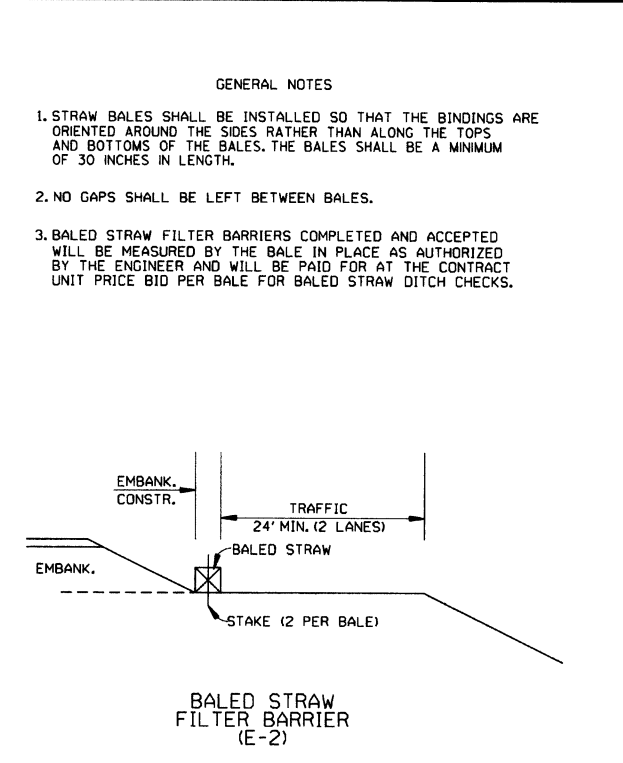 GENERAL NOTES
1. STRAW BALES SHALL BE INSTALLED SO THAT THE BINDINGS ARE
ORIENTED AROUND THE SIDES RATHER THAN ALONG THE TOPS
AND BOTTOMS OF THE BALES. THE BALES SHALL BE A MINIMUM
OF 30 INCHES IN LENGTH.
2. NO GAPS SHALL BE LEFT BETWEEN BALES.
3. BALED STRAW FILTER BARRIERS COMPLETED AND ACCEPTED
WILL BE MEASURED BY THE BALE IN PLACE AS AUTHORIZED
BY THE ENGINEER AND WILL BE PAID FOR AT THE CONTRACT
UNIT PRICE BID PER BALE FOR BALED STRAW DITCH CHECKS.
EMBANK.
CONSTR.
TRAFFIC
24' MIN. (2 LANES)
BALED STRAW
EMBANK.
STAKE (2 PER BALE)
BALED STRAW
FILTER BARRIER
(E-2)